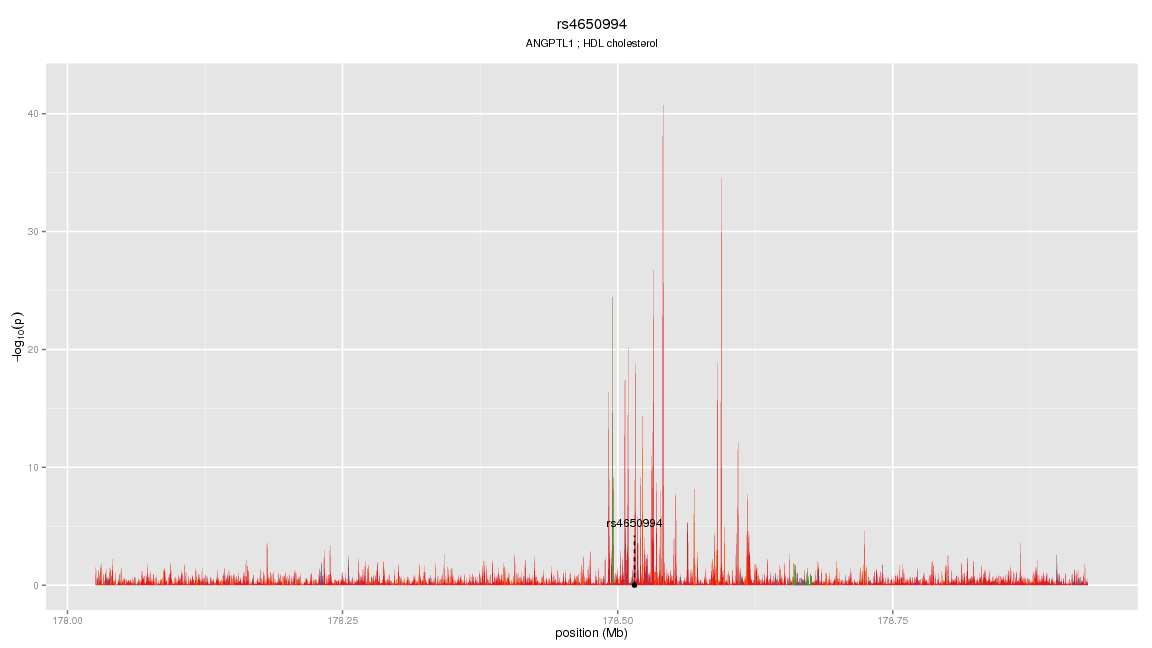 rs4650994
ANGPTL1 ; HDL cholesterol
−log10(p)
40
30
20
10
0
rs4650994
178.00 178.25 178.50 178.75
position (Mb)